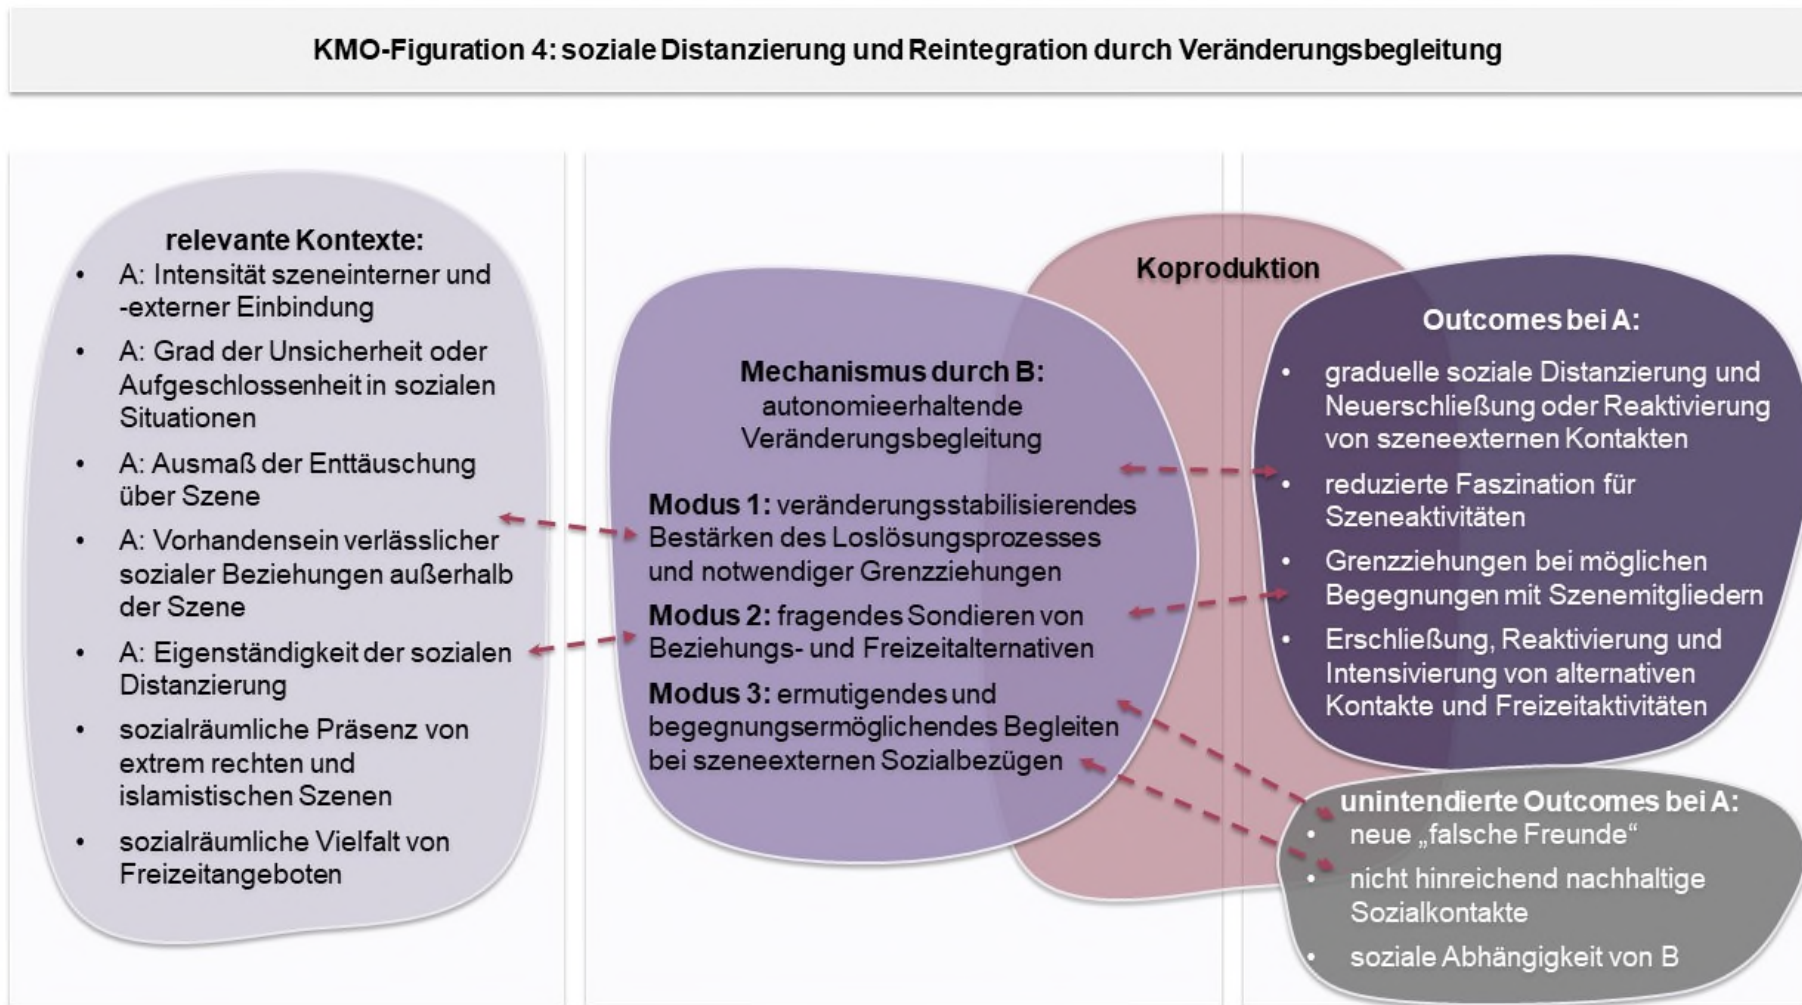 KMO-Figuration 4: soziale Distanzierung und Reintegration durch Veränderungsbegleitung
relevante Kontexte:
• A: Intensität szeneinterner und
-externer Einbindung
• A: Grad der Unsicherheit oder
Aufgeschlossenheit in sozialen
Situationen
• A: Ausmaß der Enttäuschung
über Szene
• A: Vorhandensein verlässlicher
sozialer Beziehungen außerhalb
der Szene
• A: Eigenständigkeit der sozialen
Distanzierung
• sozialräumliche Präsenz von
extrem rechten und
islamistischen Szenen
• sozialräumliche Vielfalt von
Freizeitangeboten
Mechanismus durch B:
autonomieerhaltende
Veränderungsbegleitung
Modus 1: veränderungsstabilisierendes
Bestärken des Loslösungsprozesses
und notwendiger Grenzziehungen
Modus 2: fragendes Sondieren von
Beziehungs- und Freizeitalternativen
Modus 3: ermutigendes und
begegnungsermöglichendes Begleiten
bei szeneexternen Sozialbezügen
Koproduktion
Outcomes bei A:
• graduelle soziale Distanzierung und
Neuerschließung oder Reaktivierung
von szeneexternen Kontakten
• reduzierte Faszination für
Szeneaktivitäten
• Grenzziehungen bei möglichen
Begegnungen mit Szenemitgliedern
• Erschließung, Reaktivierung und
Intensivierung von alternativen
Kontakte und Freizeitaktivitäten
unintendierte Outcomes bei A:
• neue „falsche Freunde“
• nicht hinreichend nachhaltige
Sozialkontakte
• soziale Abhängigkeit von B